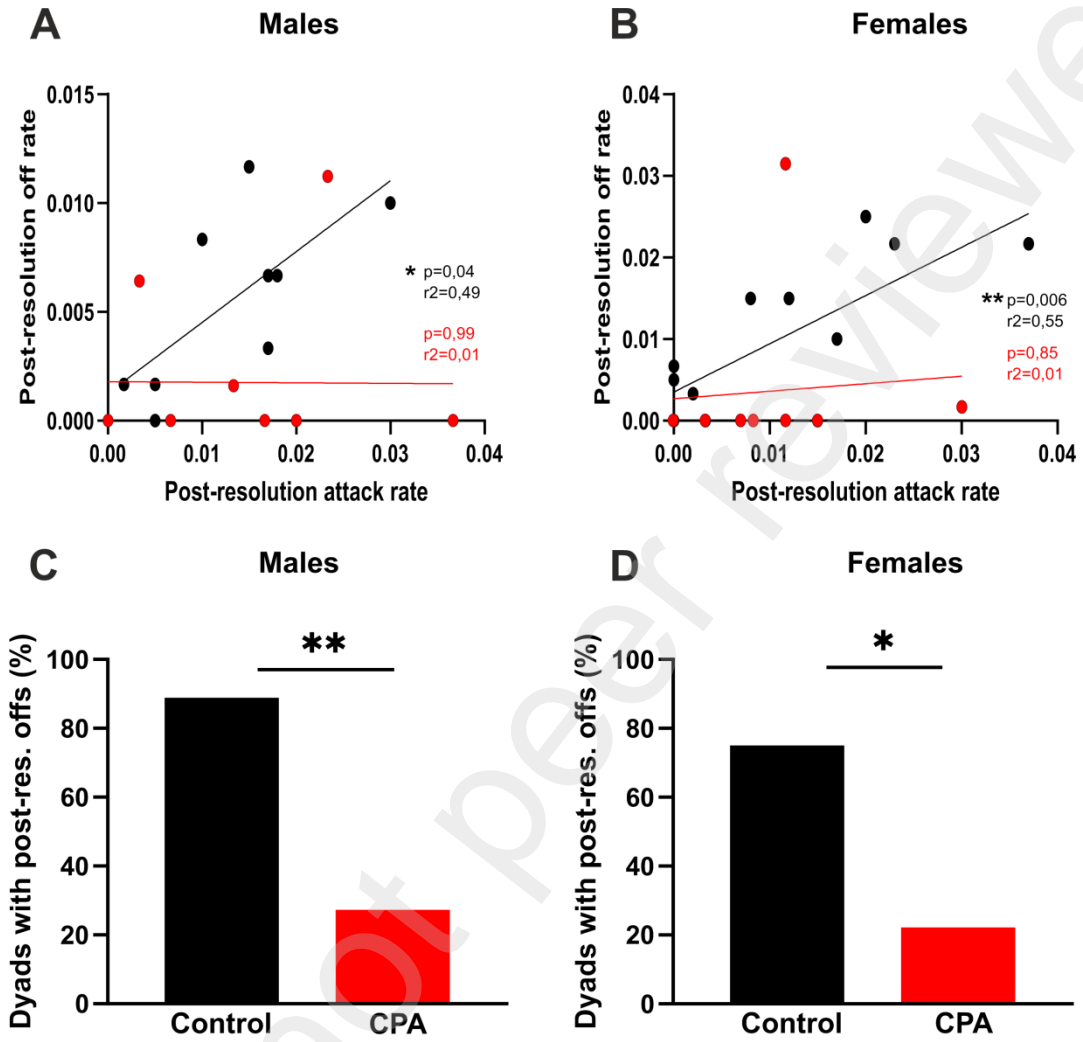 A
Males
B
Females
Post-resolution off rate
0.015
0.010
0.005
0.000
0.00
0.01
0.02
0.03
0.04
Post-resolution attack rate
* p=0,04
r2=0,49
p=0,99
r2=0,01
Post-resolution off rate
0.04
0.03
0.02
0.01
0.00
0.00
0.01
0.02
0.03
0.04
Post-resolution attack rate
** p=0,006
r2=0,55
p=0,85
r2=0,01
C
Males
D
Females
Dyads with post-res. offs (%)
100
80
60
40
20
0
**
Control
CPA
Dyads with post-res. offs (%)
100
80
60
40
20
0
*
Control
CPA
not peer reviewe